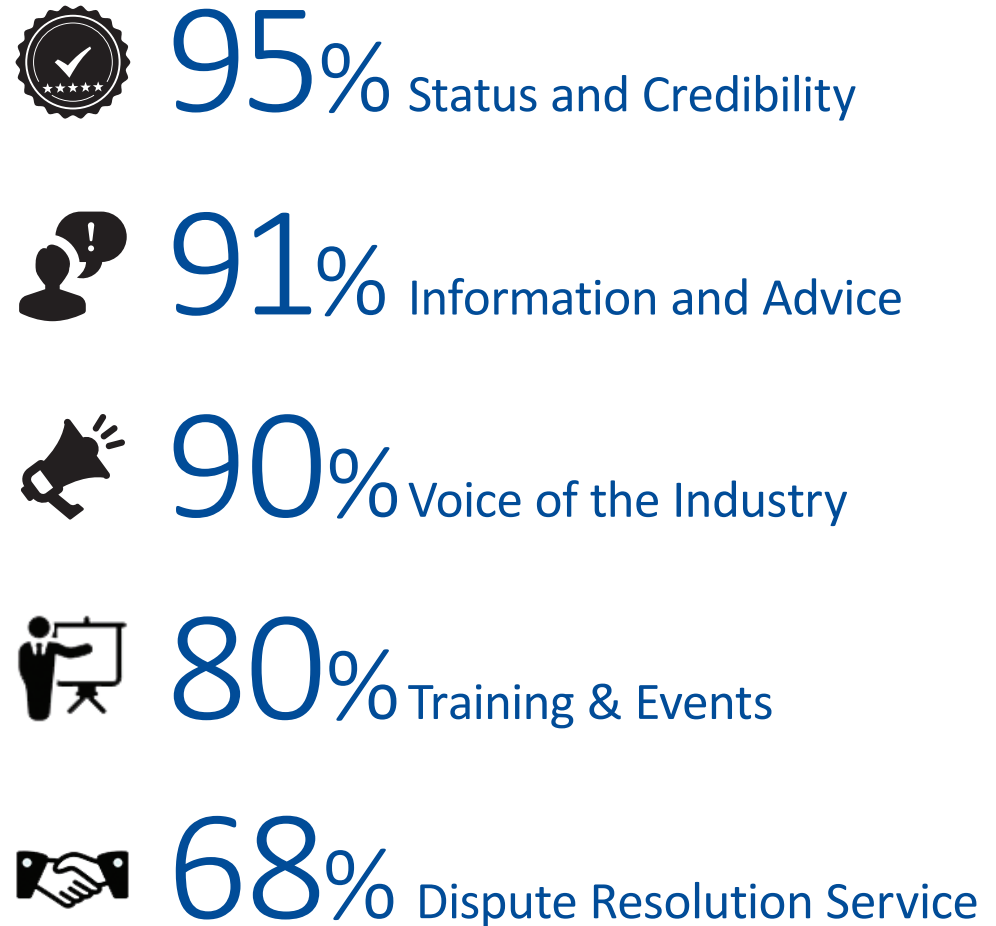 95% Status and Credibility
!
91% Information and Advice
90% Voice of the Industry
80% Training & Events
68% Dispute Resolution Service